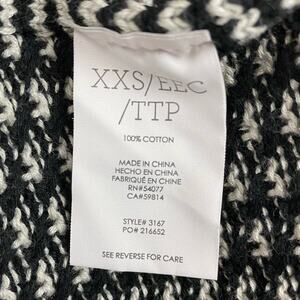 XXS/EEC
/TTP
100% COTTON
MADE IN CHINA
HECHO EN CHINA
FABRIQUÉ EN CHINE
RN#54077
CA#59814
STYLE# 3167
PO# 216652
SEE REVERSE FOR CARE